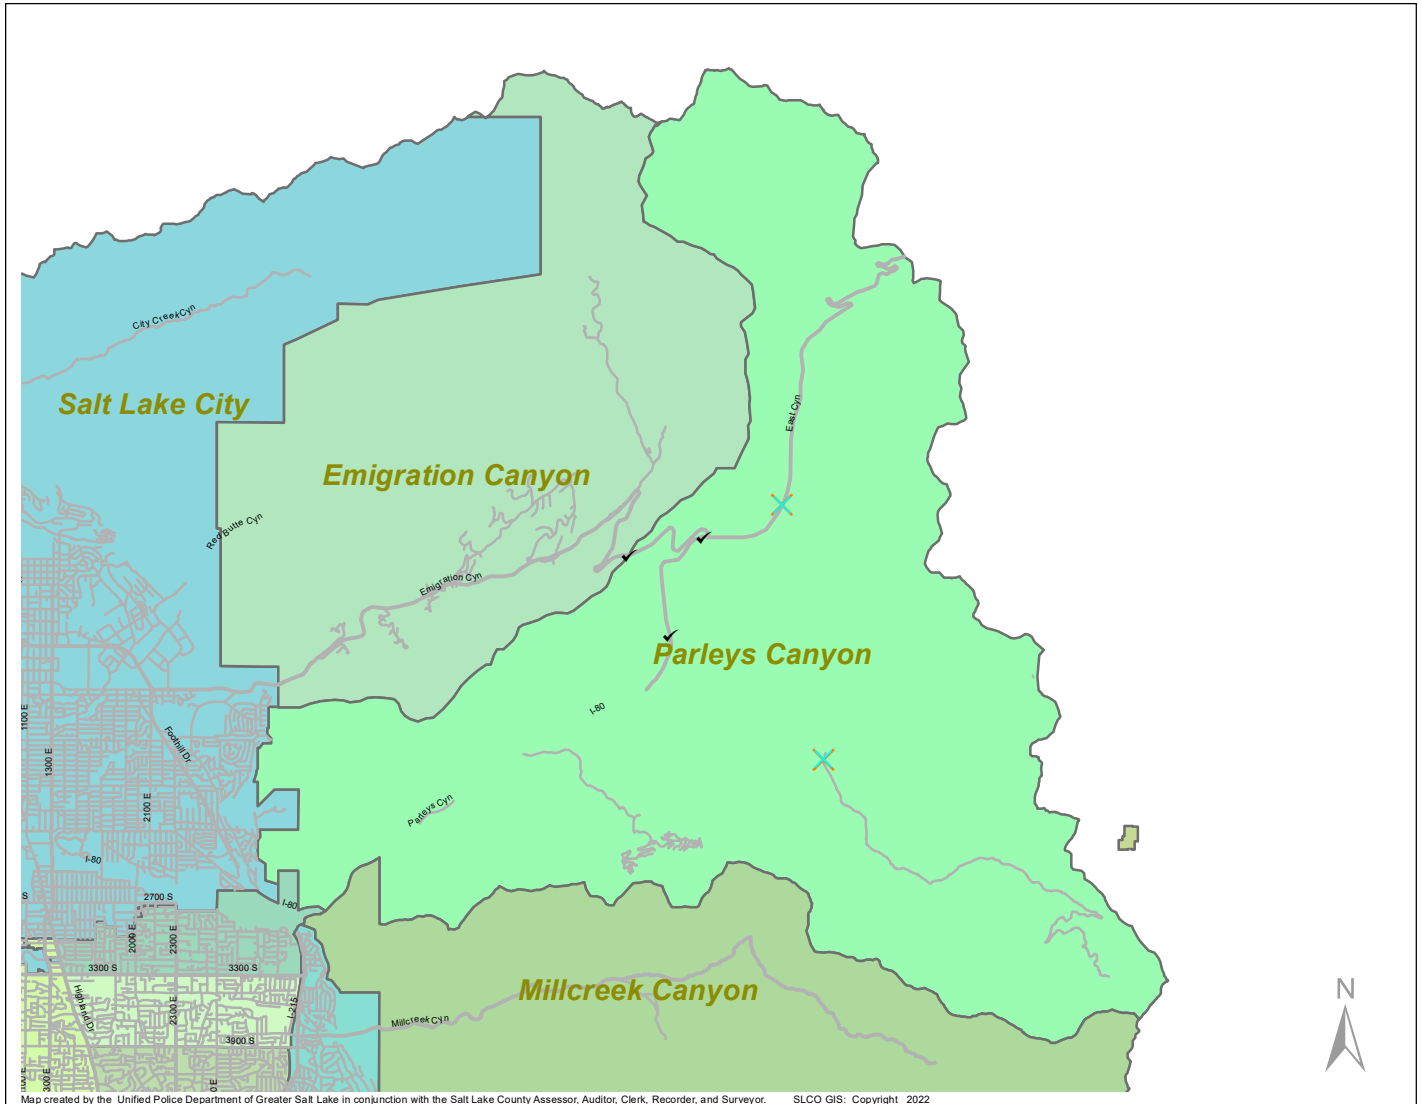 City Creek Cyn
Salt Lake City
East Cyn
Emigration Canyon
Red Butte Cyn
Emigration Cyn
Parleys Canyon
I-80
1100 E
Foothill Dr
1300 E
2100 E
Parleys Cyn
I-80
S
2700 S
I-80
2000 E
2300 E
3300 S
3300 S
Millcreek Canyon
Highland Dr
2300 E
I-215
Millcreek Cyn
3900 S
N
300 E
Map created by the Unified Police Department of Greater Salt Lake in conjunction with the Salt Lake County Assessor, Auditor, Clerk, Recorder, and Surveyor. SLCO GIS: Copyright 2022